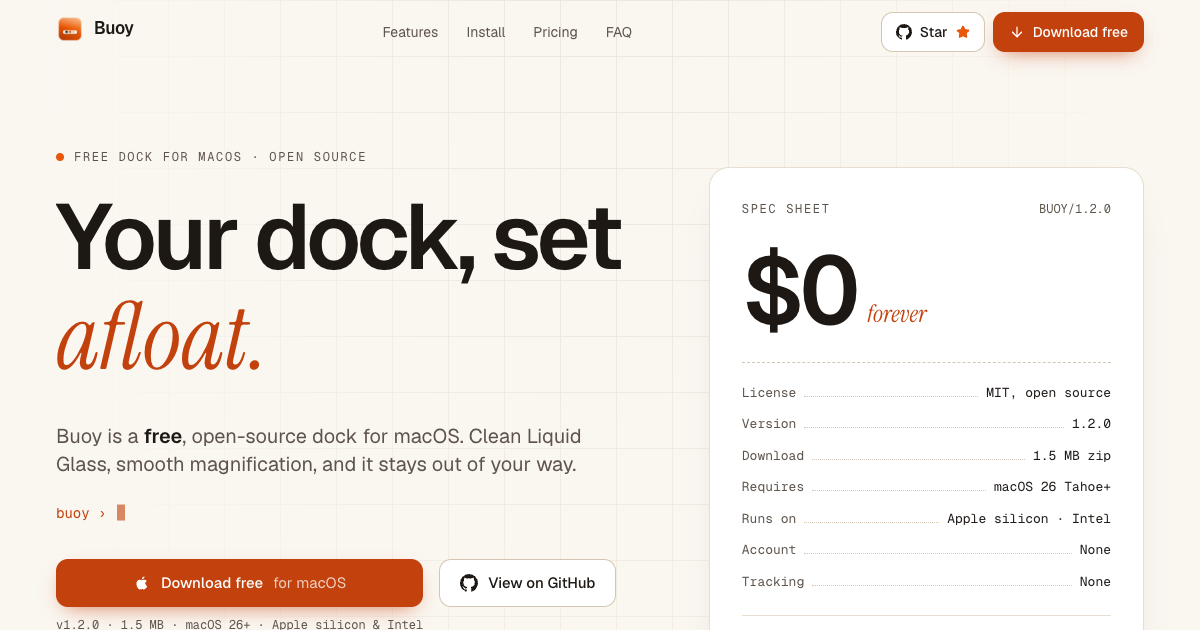 Buoy
Features
Install
Pricing
FAQ
Star
Download free
FREE DOCK FOR MACOS · OPEN SOURCE
Your dock, set
afloat.
Buoy is a free, open-source dock for macOS. Clean Liquid
Glass, smooth magnification, and it stays out of your way.
buoy ›
Download free for macOS
View on GitHub
v1.2.0 · 1.5 MB · macOS 26+ · Apple silicon & Intel
SPEC SHEET
BUOY/1.2.0
$0 forever
License MIT, open source
Version 1.2.0
Download 1.5 MB zip
Requires macOS 26 Tahoe+
Runs on Apple silicon · Intel
Account None
Tracking None